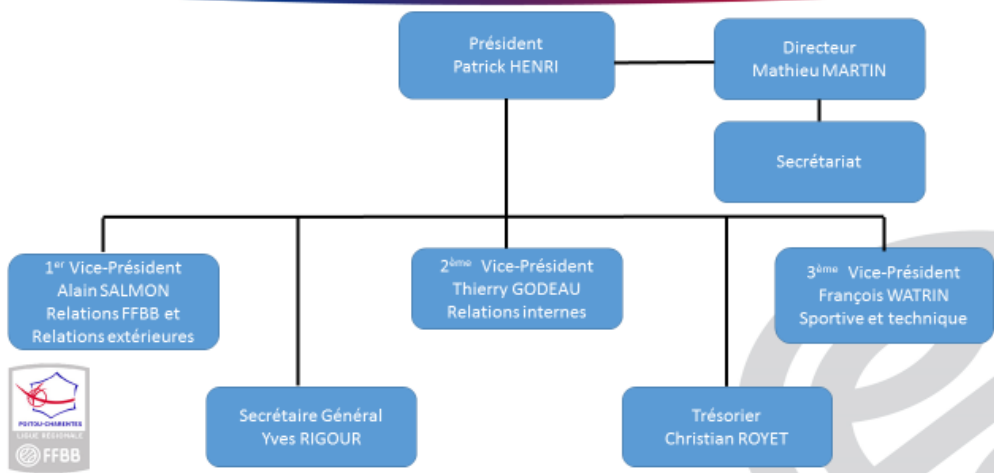 Président
Patrick HENRI
Directeur
Mathieu MARTIN
Secrétariat
1er Vice-Président
Alain SALMON
Relations FFBB et
Relations extérieures
2ème Vice-Président
Thierry GODEAU
Relations internes
3ème Vice-Président
François WATRIN
Sportive et technique
Secrétaire Général
Yves RIGOUR
Trésorier
Christian ROYET
POITOU-CHARENTES
LIGUE RÉGIONALE
FFBB